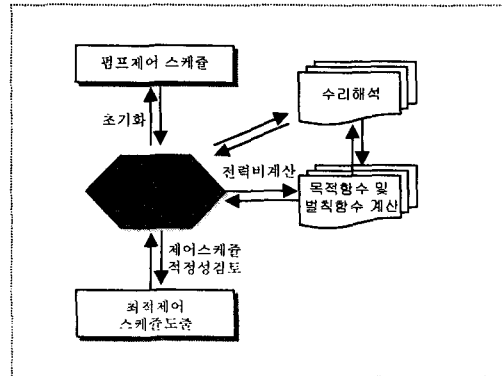 펌프제어 스케쥴
수리해석
초기화
전력비계산
목적함수 및
벌칙함수 계산
제어스케쥴
적정성검토
최적제어
스케쥴도출